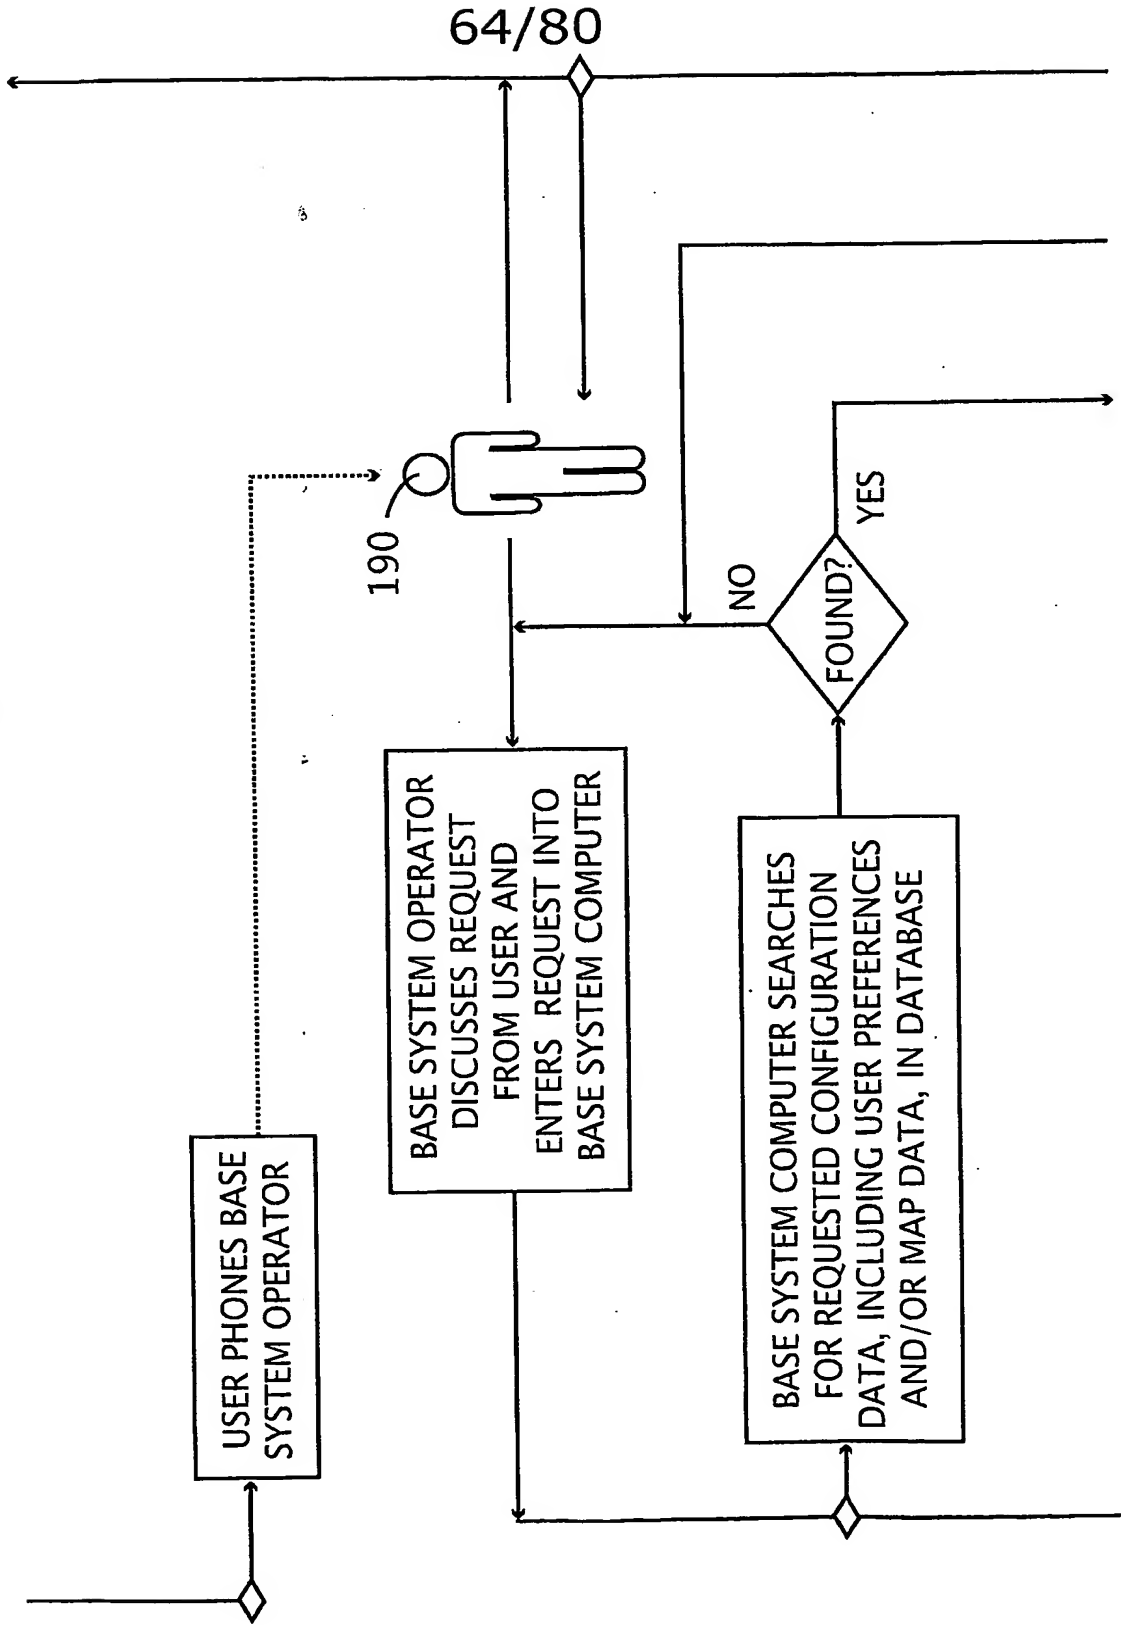 64/80
USER PHONES BASE
SYSTEM OPERATOR
190
BASE SYSTEM OPERATOR
DISCUSSES REQUEST
FROM USER AND
ENTERS REQUEST INTO
BASE SYSTEM COMPUTER
BASE SYSTEM COMPUTER SEARCHES
FOR REQUESTED CONFIGURATION
DATA, INCLUDING USER PREFERENCES
AND/OR MAP DATA, IN DATABASE
FOUND?
NO
YES